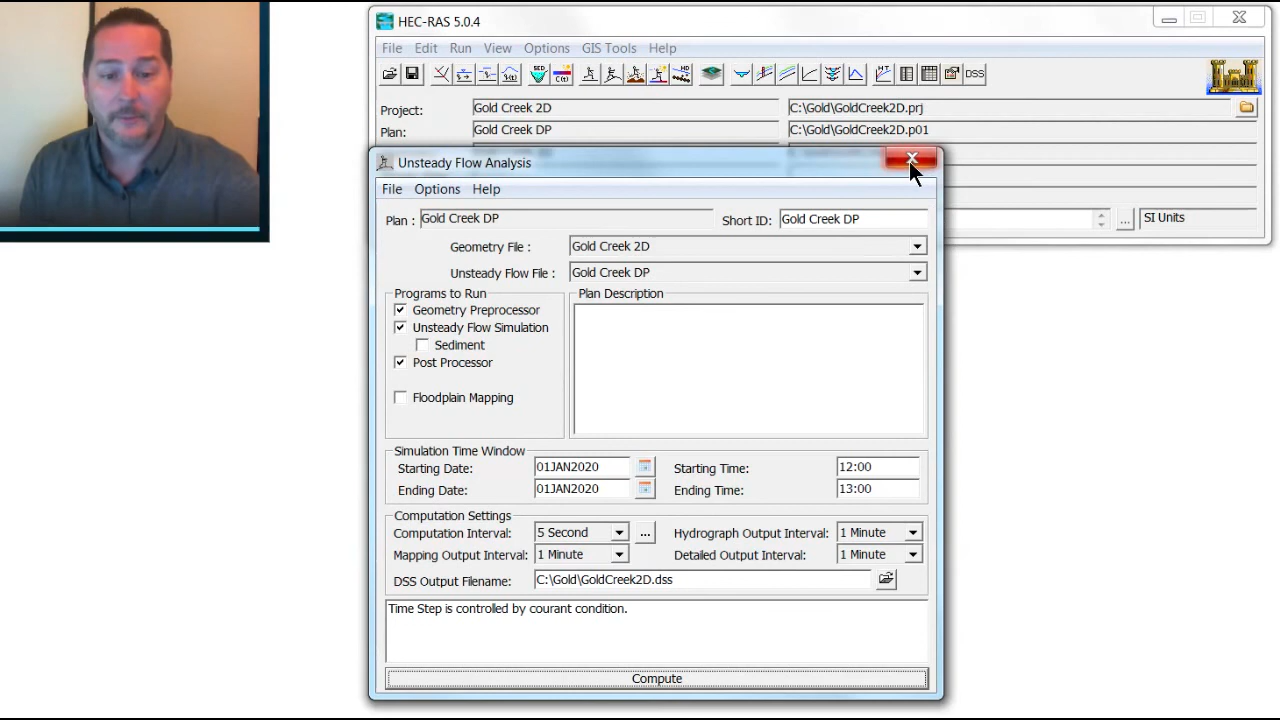 HEC-RAS 5.0.4
File Edit Run View Options GIS Tools Help
SED C(t) HD HT DSS
Project: Gold Creek 2D C:\Gold\GoldCreek2D.prj
Plan: Gold Creek DP C:\Gold\GoldCreek2D.p01
Unsteady Flow Analysis
File Options Help
... SI Units
Plan : Gold Creek DP Short ID: Gold Creek DP
Geometry File : Gold Creek 2D
Unsteady Flow File : Gold Creek DP
Programs to Run Plan Description
Geometry Preprocessor
Unsteady Flow Simulation
Sediment
Post Processor
Floodplain Mapping
Simulation Time Window
Starting Date: 01JAN2020 Starting Time: 12:00
Ending Date: 01JAN2020 Ending Time: 13:00
Computation Settings
Computation Interval: 5 Second ... Hydrograph Output Interval: 1 Minute
Mapping Output Interval: 1 Minute Detailed Output Interval: 1 Minute
DSS Output Filename: C:\Gold\GoldCreek2D.dss
Time Step is controlled by courant condition.
Compute